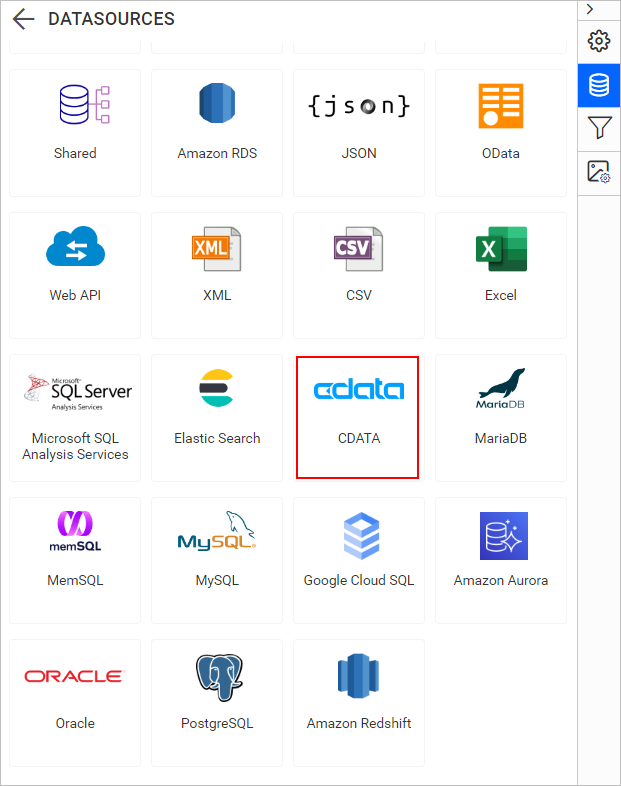 DATASOURCES
{json}
Shared
Amazon RDS
JSON
OData
XML
CSV
X
Web API
XML
CSV
Excel
Microsoft®
SQL Server
Analysis Services
cdata
MariaDB
Microsoft SQL
Analysis Services
Elastic Search
CDATA
MariaDB
memSQL
MySQL®
MemSQL
MySQL
Google Cloud SQL
Amazon Aurora
ORACLE
Oracle
PostgreSQL
Amazon Redshift